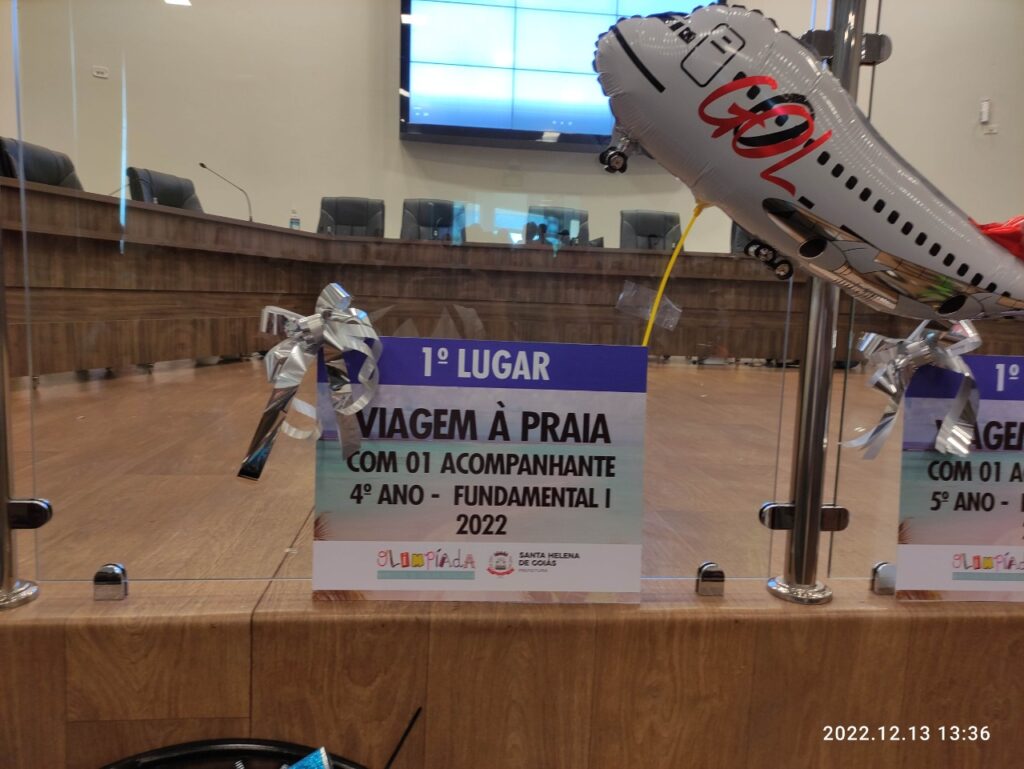 GOL
1º LUGAR
VIAGEM À PRAIA
COM 01 ACOMPANHANTE
4º ANO - FUNDAMENTAL I
2022
OLIMPÍADA
SANTA HELENA
DE GOIÁS
PREFEITURA
1º
COM 01
5º ANO -
2022.12.13 13:36